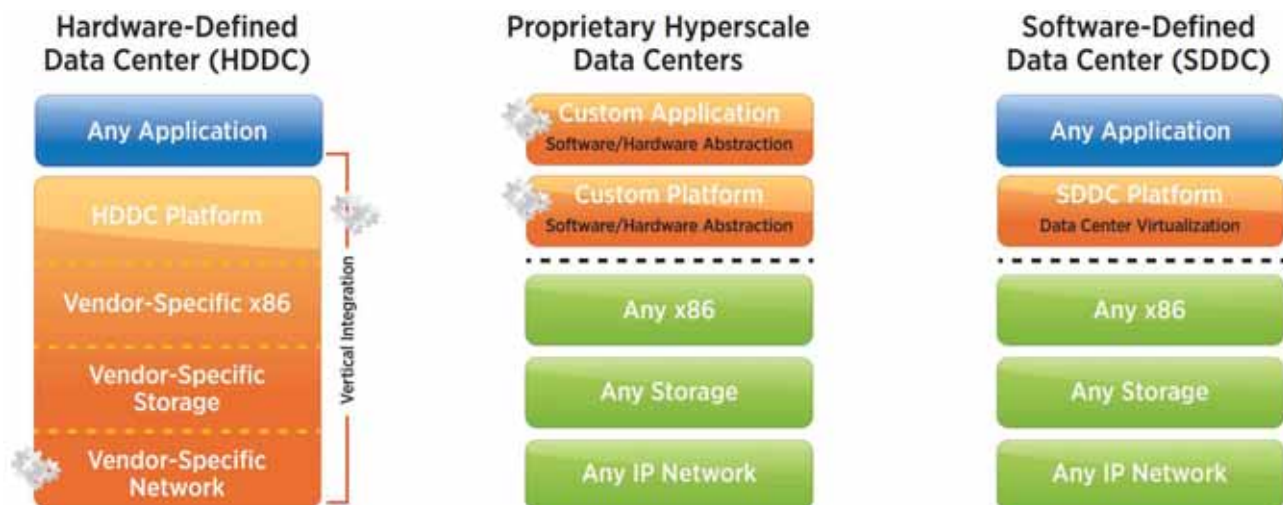 Hardware-Defined
Data Center (HDDC)
Any Application
HDDC Platform
Vendor-Specific x86
Vendor-Specific
Storage
Vendor-Specific
Network
Vertical Integration
Proprietary Hyperscale
Data Centers
Custom Application
Software/Hardware Abstraction
Custom Platform
Software/Hardware Abstraction
Any x86
Any Storage
Any IP Network
Software-Defined
Data Center (SDDC)
Any Application
SDDC Platform
Data Center Virtualization
Any x86
Any Storage
Any IP Network